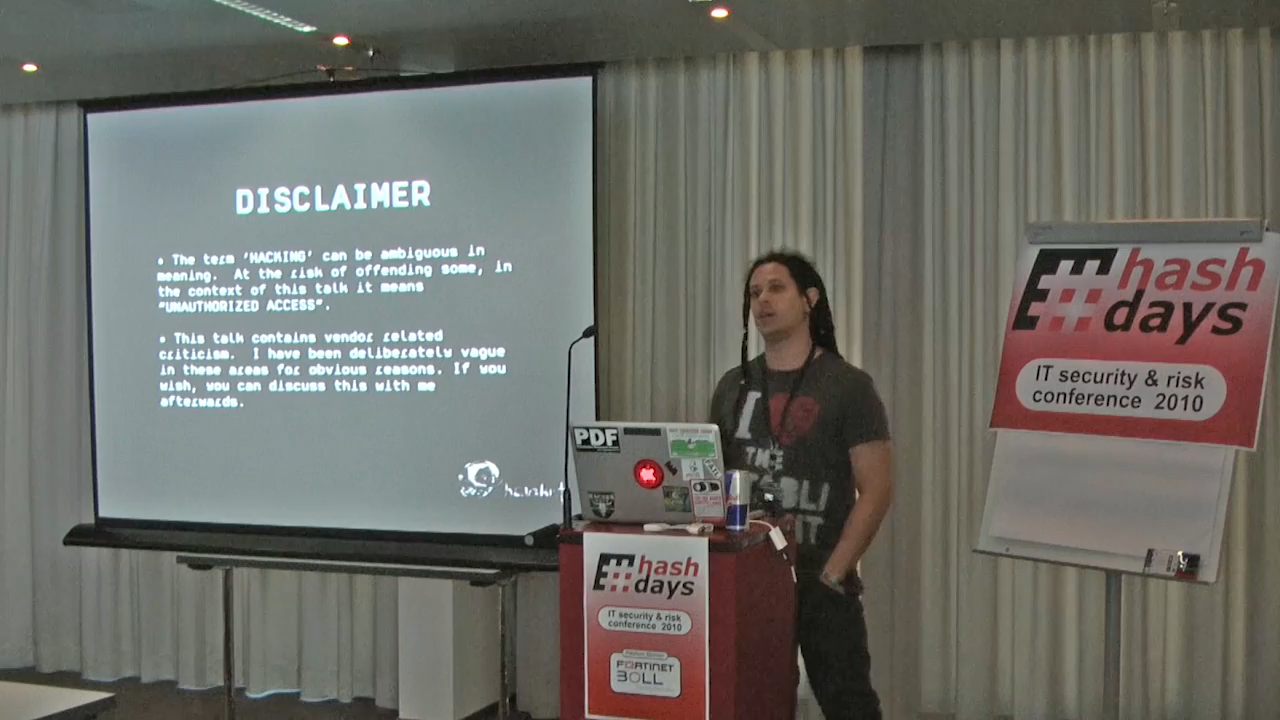 DISCLAIMER
• The term 'HACKING' can be ambiguous in
meaning. At the risk of offending some, in
the context of this talk it means
"UNAUTHORIZED ACCESS".
• This talk contains vendor related
criticism. I have been deliberately vague
in these areas for obvious reasons. If you
wish, you can discuss this with me
afterwards.
hash
days
IT security & risk
conference 2010
PDF
I
THE
hash
days
IT security & risk
conference 2010
FORTINET
BOLL